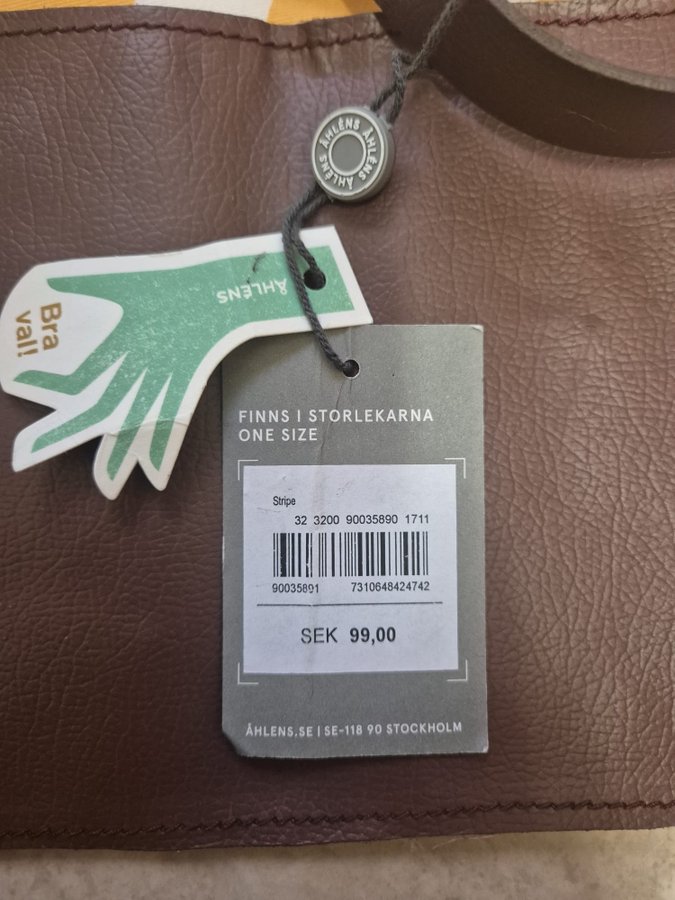 ÅHLÉNS ÅHLÉNS ÅHLÉNS
ÅHLÉNS
Bra
val!
FINNS I STORLEKARNA
ONE SIZE
Stripe
32 3200 90035890 1711
90035891 7310648424742
SEK 99,00
ÅHLENS.SE | SE-118 90 STOCKHOLM